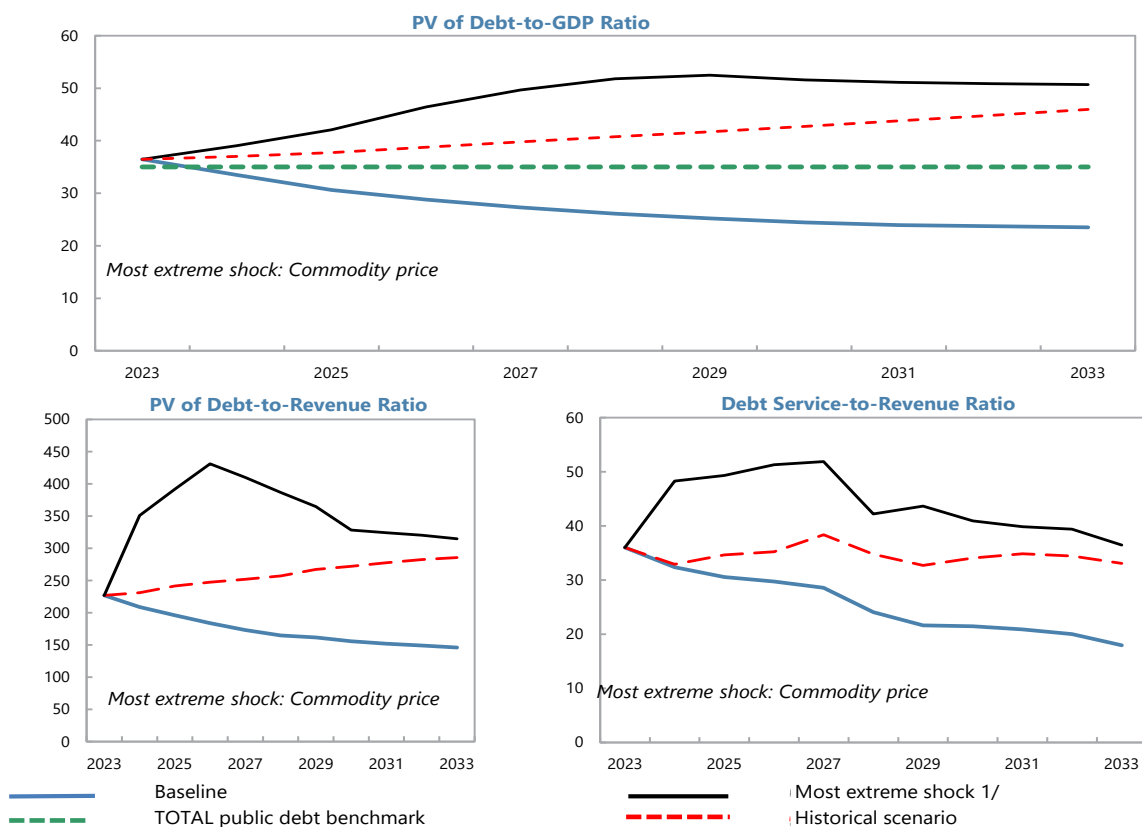 PV of Debt-to-GDP Ratio
60
50
40
30
20
10
0
Most extreme shock: Commodity price
2023 2025 2027 2029 2031 2033
PV of Debt-to-Revenue Ratio
500
450
400
350
300
250
200
150
100
50
0
Most extreme shock: Commodity price
2023 2025 2027 2029 2031 2033
Debt Service-to-Revenue Ratio
60
50
40
30
20
10
0
Most extreme shock: Commodity price
2023 2025 2027 2029 2031 2033
Baseline
Most extreme shock 1/
TOTAL public debt benchmark
Historical scenario